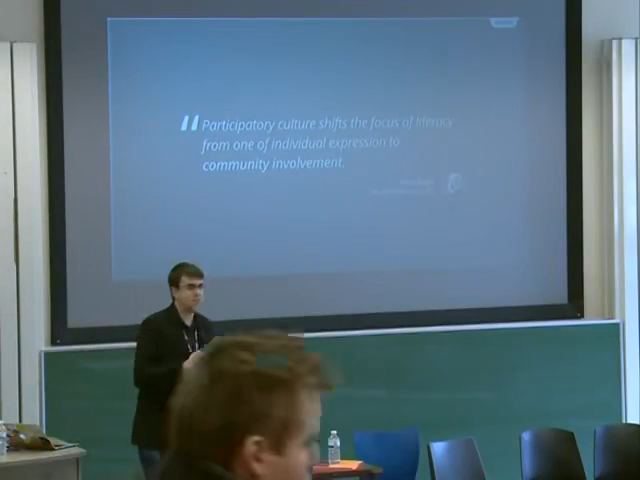 Participatory culture shifts the focus of literacy
from one of individual expression to
community involvement.